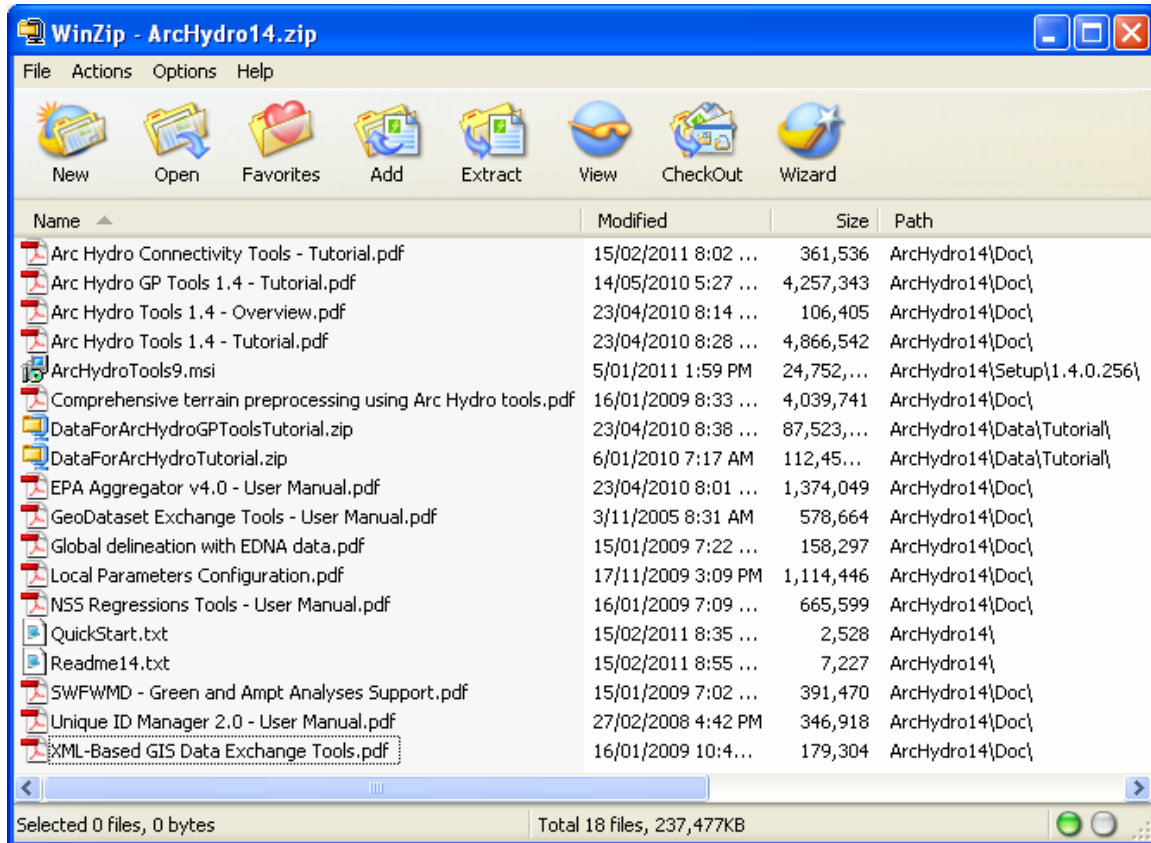 WinZip - ArcHydro14.zip
File Actions Options Help
New Open Favorites Add Extract View CheckOut Wizard
Name Modified Size Path
Arc Hydro Connectivity Tools - Tutorial.pdf 15/02/2011 8:02 ... 361,536 ArcHydro14\Doc\
Arc Hydro GP Tools 1.4 - Tutorial.pdf 14/05/2010 5:27 ... 4,257,343 ArcHydro14\Doc\
Arc Hydro Tools 1.4 - Overview.pdf 23/04/2010 8:14 ... 106,405 ArcHydro14\Doc\
Arc Hydro Tools 1.4 - Tutorial.pdf 23/04/2010 8:28 ... 4,866,542 ArcHydro14\Doc\
ArcHydroTools9.msi 5/01/2011 1:59 PM 24,752,... ArcHydro14\Setup\1.4.0.256\
Comprehensive terrain preprocessing using Arc Hydro tools.pdf 16/01/2009 8:33 ... 4,039,741 ArcHydro14\Doc\
DataForArcHydroGPToolsTutorial.zip 23/04/2010 8:38 ... 87,523,... ArcHydro14\Data\Tutorial\
DataForArcHydroTutorial.zip 6/01/2010 7:17 AM 112,45... ArcHydro14\Data\Tutorial\
EPA Aggregator v4.0 - User Manual.pdf 23/04/2010 8:01 ... 1,374,049 ArcHydro14\Doc\
GeoDataset Exchange Tools - User Manual.pdf 3/11/2005 8:31 AM 578,664 ArcHydro14\Doc\
Global delineation with EDNA data.pdf 15/01/2009 7:22 ... 158,297 ArcHydro14\Doc\
Local Parameters Configuration.pdf 17/11/2009 3:09 PM 1,114,446 ArcHydro14\Doc\
NSS Regressions Tools - User Manual.pdf 16/01/2009 7:09 ... 665,599 ArcHydro14\Doc\
QuickStart.txt 15/02/2011 8:35 ... 2,528 ArcHydro14\
Readme14.txt 15/02/2011 8:55 ... 7,227 ArcHydro14\
SWFWMD - Green and Ampt Analyses Support.pdf 15/01/2009 7:02 ... 391,470 ArcHydro14\Doc\
Unique ID Manager 2.0 - User Manual.pdf 27/02/2008 4:42 PM 346,918 ArcHydro14\Doc\
XML-Based GIS Data Exchange Tools.pdf 16/01/2009 10:4... 179,304 ArcHydro14\Doc\
Selected 0 files, 0 bytes Total 18 files, 237,477KB